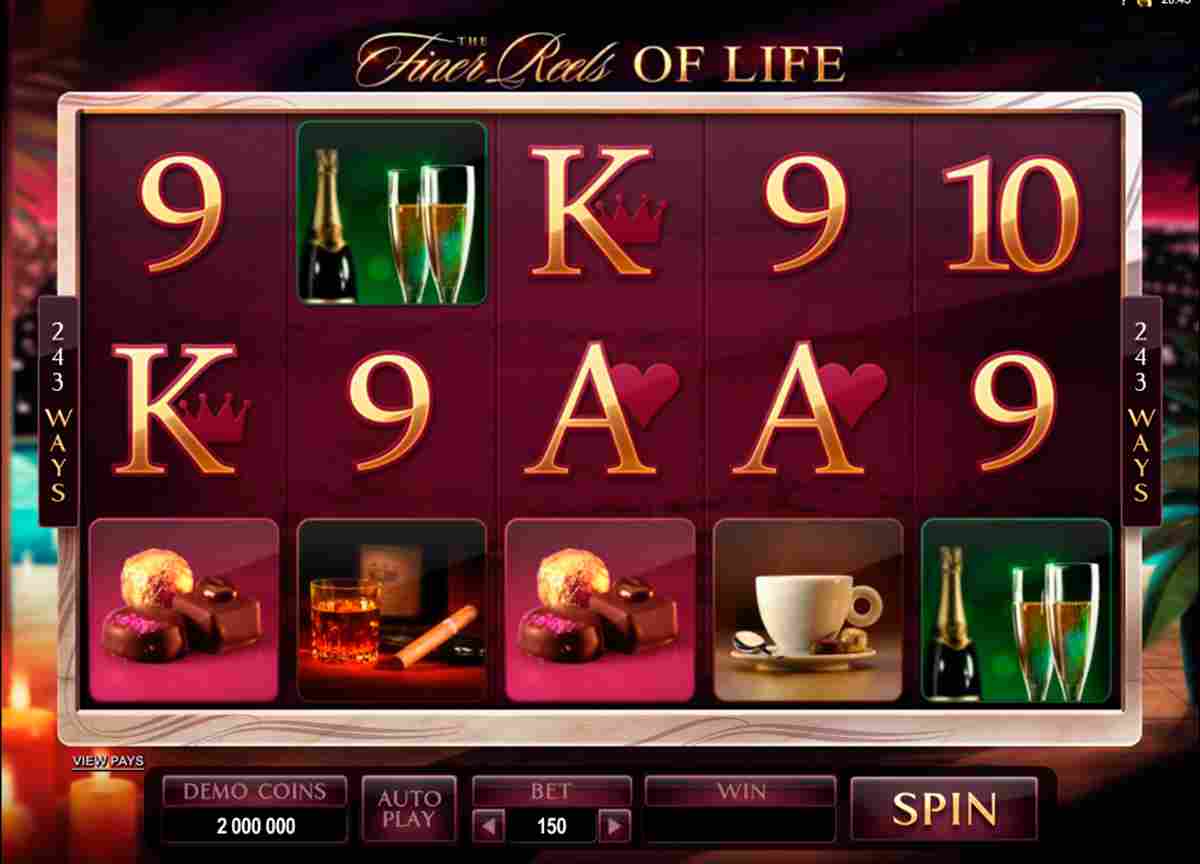 THE
Finer Reels OF LIFE
9 K 9 10
K 9 A A 9
243 WAYS
243 WAYS
VIEW PAYS
DEMO COINS
2 000 000
AUTO
PLAY
BET
150
WIN
SPIN